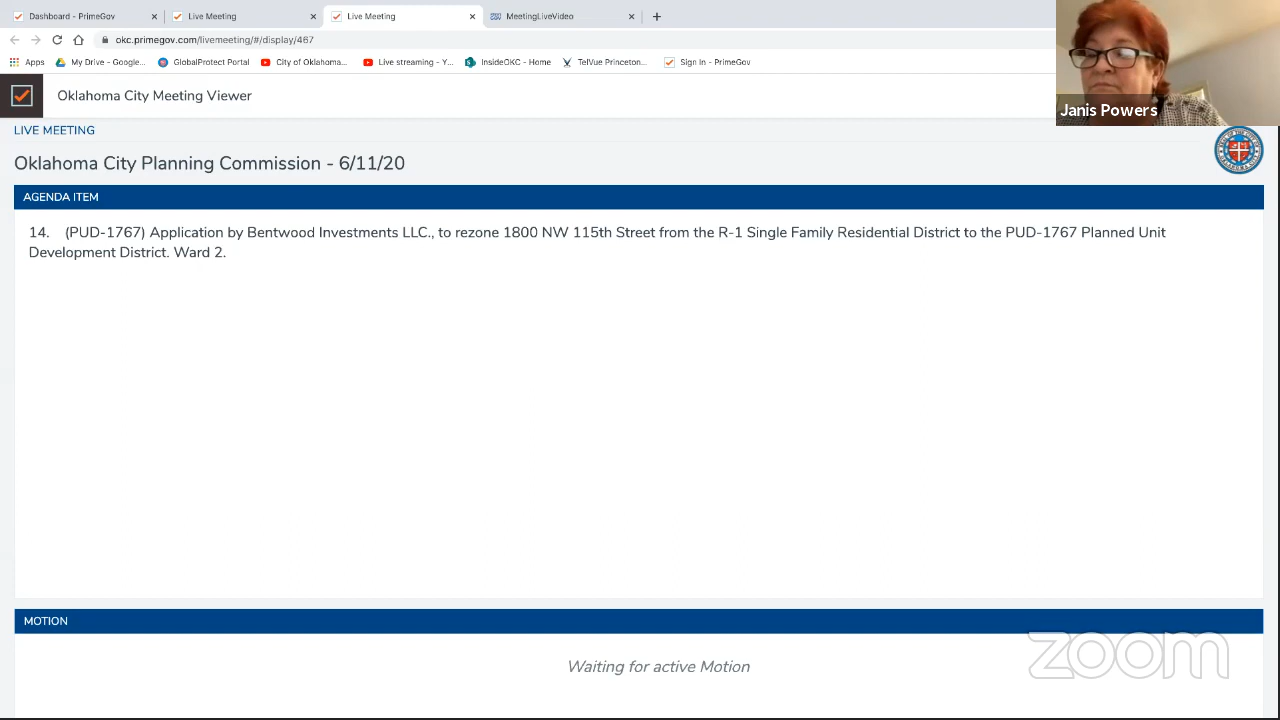 Dashboard - PrimeGov
Live Meeting
Live Meeting
MeetingLiveVideo
okc.primegov.com/livemeeting/#/display/467
Apps
My Drive - Google...
GlobalProtect Portal
City of Oklahoma...
Live streaming - Y...
InsideOKC - Home
TelVue Princeton...
Sign In - PrimeGov
Oklahoma City Meeting Viewer
Janis Powers
LIVE MEETING
Oklahoma City Planning Commission - 6/11/20
AGENDA ITEM
14. (PUD-1767) Application by Bentwood Investments LLC., to rezone 1800 NW 115th Street from the R-1 Single Family Residential District to the PUD-1767 Planned Unit
Development District. Ward 2.
MOTION
Waiting for active Motion
zoom